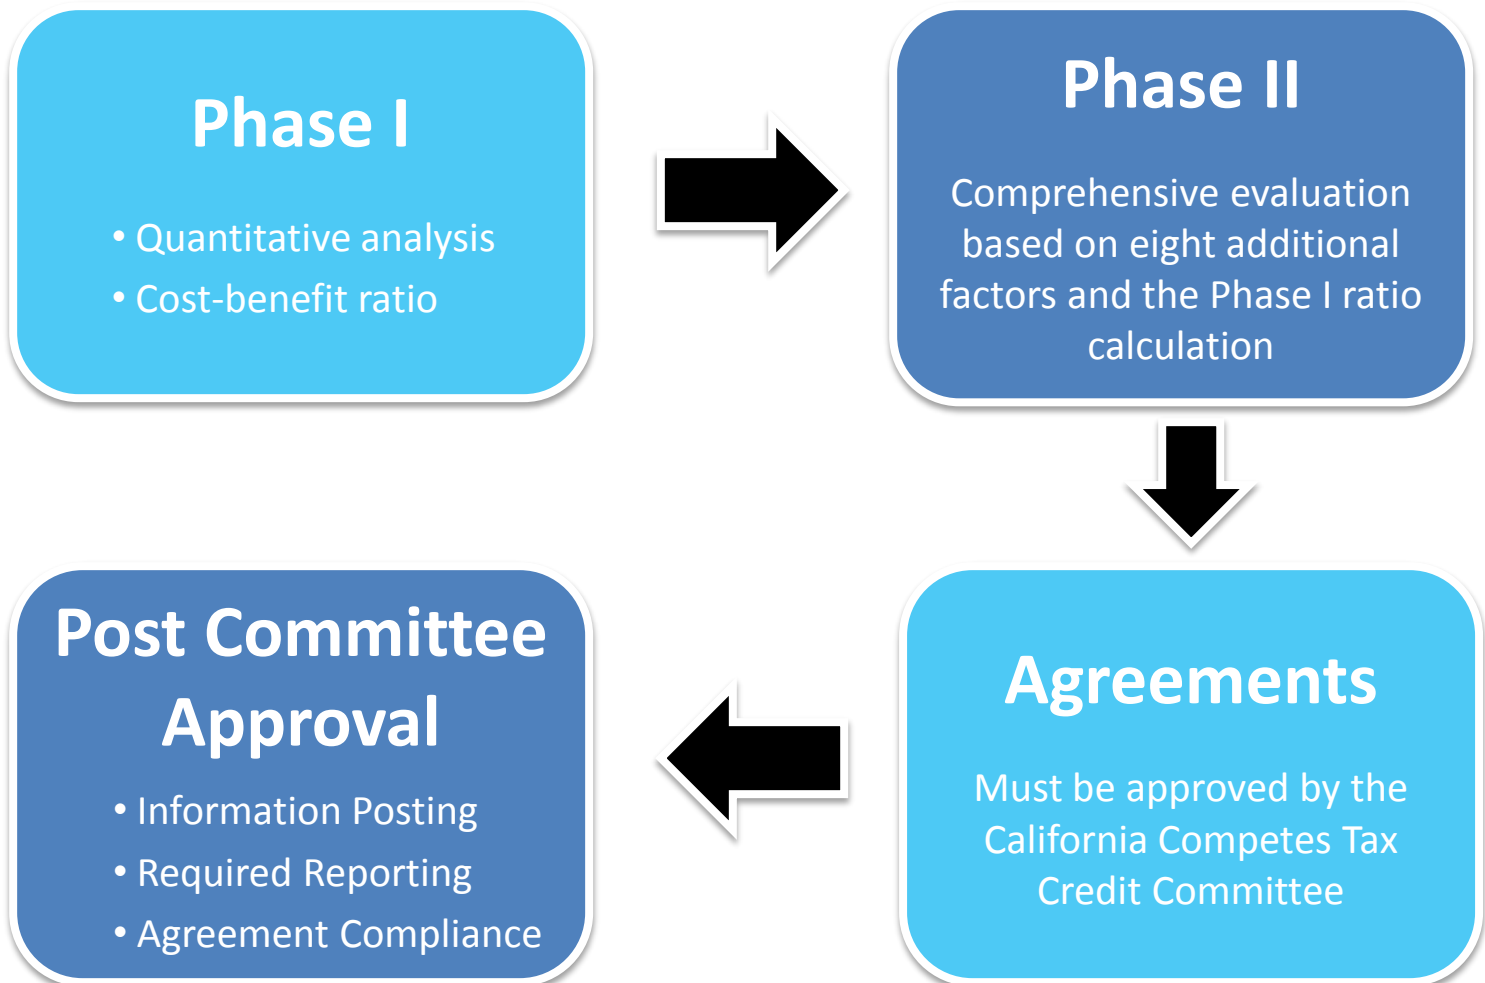 Phase I
• Quantitative analysis
• Cost-benefit ratio
Phase II
Comprehensive evaluation
based on eight additional
factors and the Phase I ratio
calculation
Agreements
Must be approved by the
California Competes Tax
Credit Committee
Post Committee
Approval
• Information Posting
• Required Reporting
• Agreement Compliance